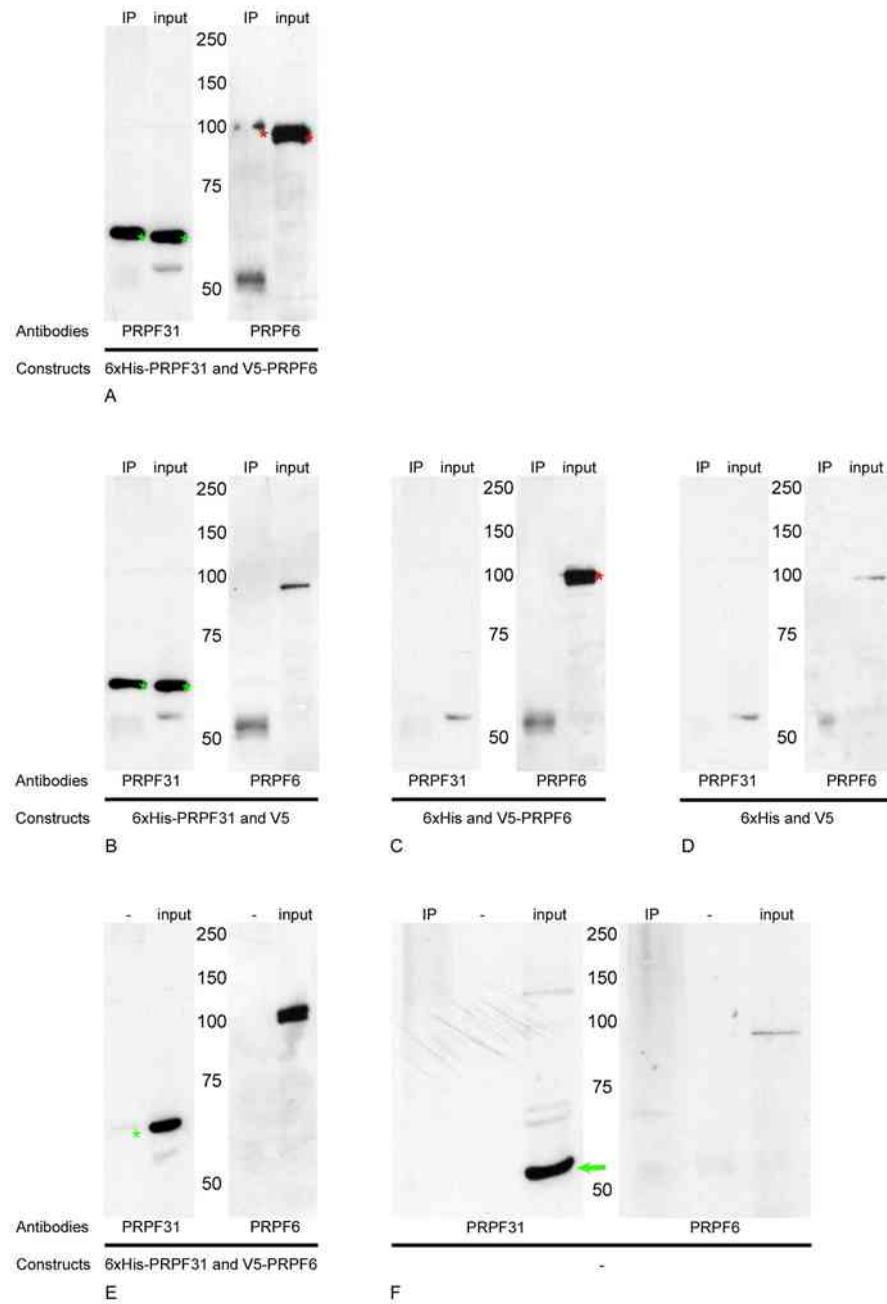 IP input IP input
250
150
100
75
50
Antibodies PRPF31 PRPF6
Constructs 6xHis-PRPF31 and V5-PRPF6
A
IP input IP input IP input IP input IP input IP input
250 250 250
150 150 150
100 100 100
75 75 75
50 50 50
Antibodies PRPF31 PRPF6 PRPF31 PRPF6 PRPF31 PRPF6
Constructs 6xHis-PRPF31 and V5 6xHis and V5-PRPF6 6xHis and V5
B C D
- input - input IP - input IP - input
250 250
150 150
100 100
75 75
50 50
Antibodies PRPF31 PRPF6 PRPF31 PRPF6
Constructs 6xHis-PRPF31 and V5-PRPF6 -
E F